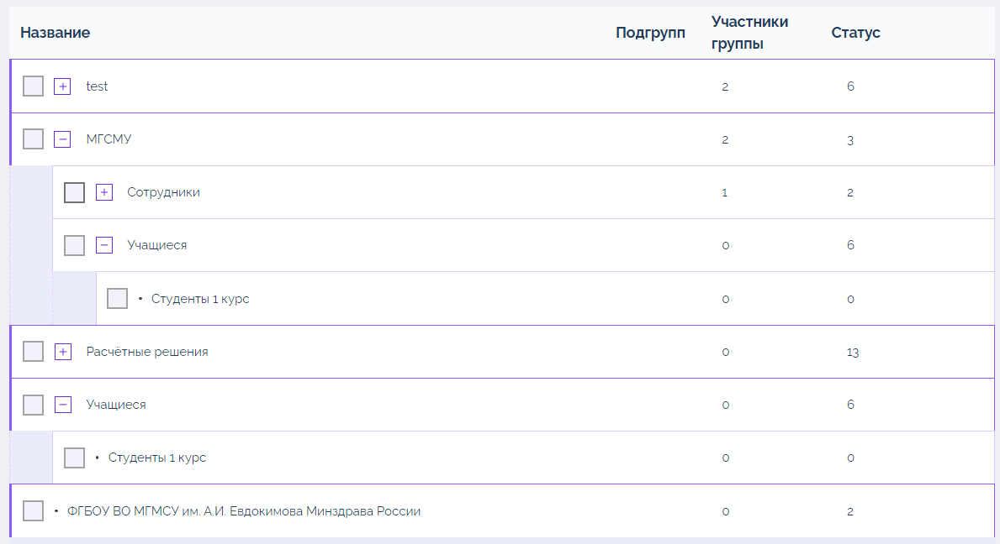 Название Подгрупп Участники группы Статус
test 2 6
МГСМУ 2 3
Сотрудники 1 2
Учащиеся 0 6
• Студенты 1 курс 0 0
Расчётные решения 0 13
Учащиеся 0 6
• Студенты 1 курс 0 0
• ФГБОУ ВО МГМСУ им. А.И. Евдокимова Минздрава России 0 2